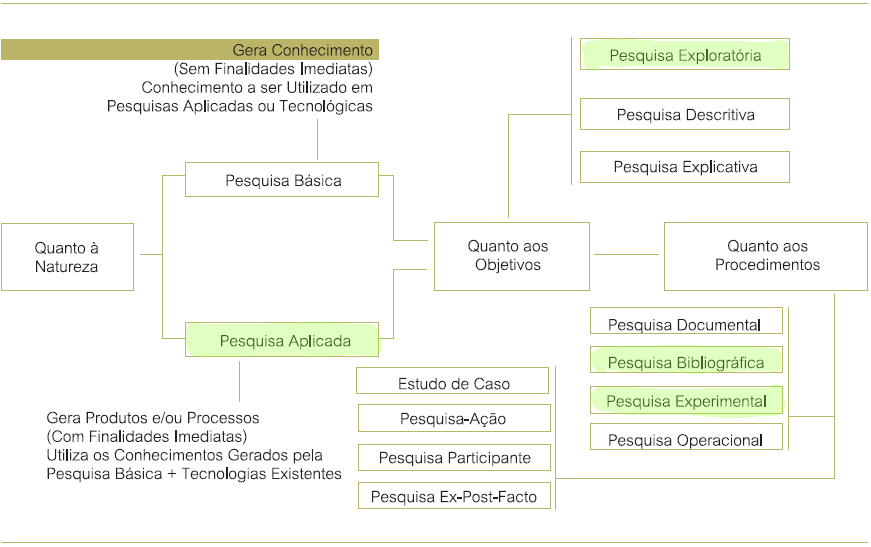 Gera Conhecimento
(Sem Finalidades Imediatas)
Conhecimento a ser Utilizado em
Pesquisas Aplicadas ou Tecnológicas
Pesquisa Básica
Quanto à
Natureza
Pesquisa Aplicada
Gera Produtos e/ou Processos
(Com Finalidades Imediatas)
Utiliza os Conhecimentos Gerados pela
Pesquisa Básica + Tecnologias Existentes
Quanto aos
Objetivos
Pesquisa Exploratória
Pesquisa Descritiva
Pesquisa Explicativa
Quanto aos
Procedimentos
Pesquisa Documental
Pesquisa Bibliográfica
Pesquisa Experimental
Pesquisa Operacional
Estudo de Caso
Pesquisa-Ação
Pesquisa Participante
Pesquisa Ex-Post-Facto